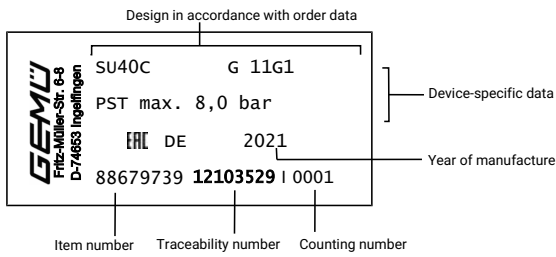 Design in accordance with order data
GEMÜ
Fritz-Müller-Str. 6-8
D-74653 Ingelfingen
SU40C G 11G1
PST max. 8,0 bar
EAC DE 2021
88679739 12103529 I 0001
Device-specific data
Year of manufacture
Item number Traceability number Counting number